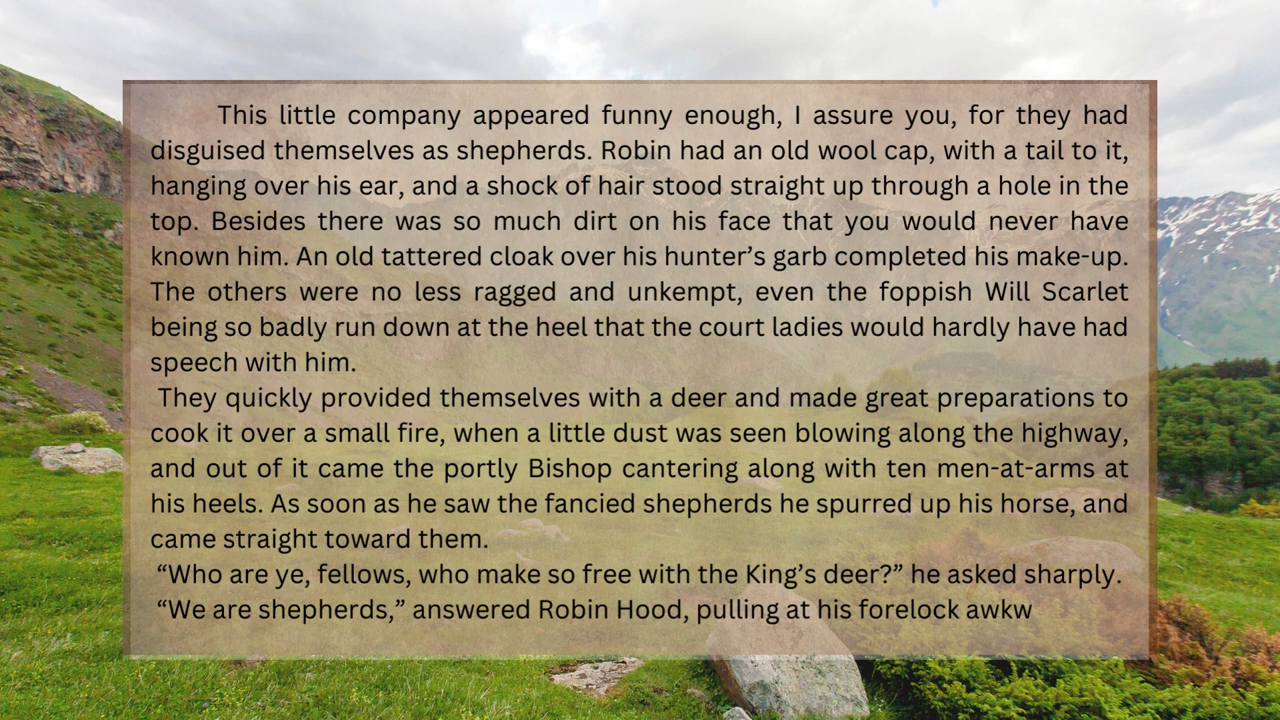 This little company appeared funny enough, I assure you, for they had
disguised themselves as shepherds. Robin had an old wool cap, with a tail to it,
hanging over his ear, and a shock of hair stood straight up through a hole in the
top. Besides there was so much dirt on his face that you would never have
known him. An old tattered cloak over his hunter’s garb completed his make-up.
The others were no less ragged and unkempt, even the foppish Will Scarlet
being so badly run down at the heel that the court ladies would hardly have had
speech with him.
They quickly provided themselves with a deer and made great preparations to
cook it over a small fire, when a little dust was seen blowing along the highway,
and out of it came the portly Bishop cantering along with ten men-at-arms at
his heels. As soon as he saw the fancied shepherds he spurred up his horse, and
came straight toward them.
“Who are ye, fellows, who make so free with the King’s deer?” he asked sharply.
“We are shepherds,” answered Robin Hood, pulling at his forelock awkw